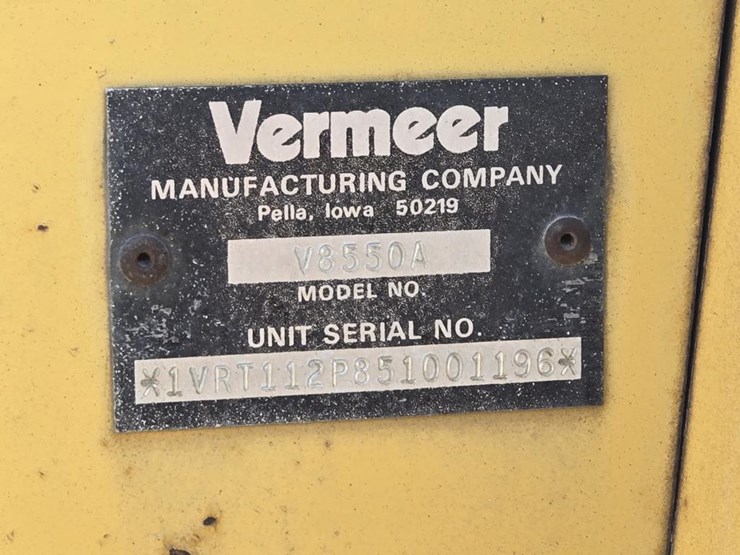 Vermeer
MANUFACTURING COMPANY
Pella, Iowa 50219
V8550A
MODEL NO.
UNIT SERIAL NO.
*1VRT112P851001196*